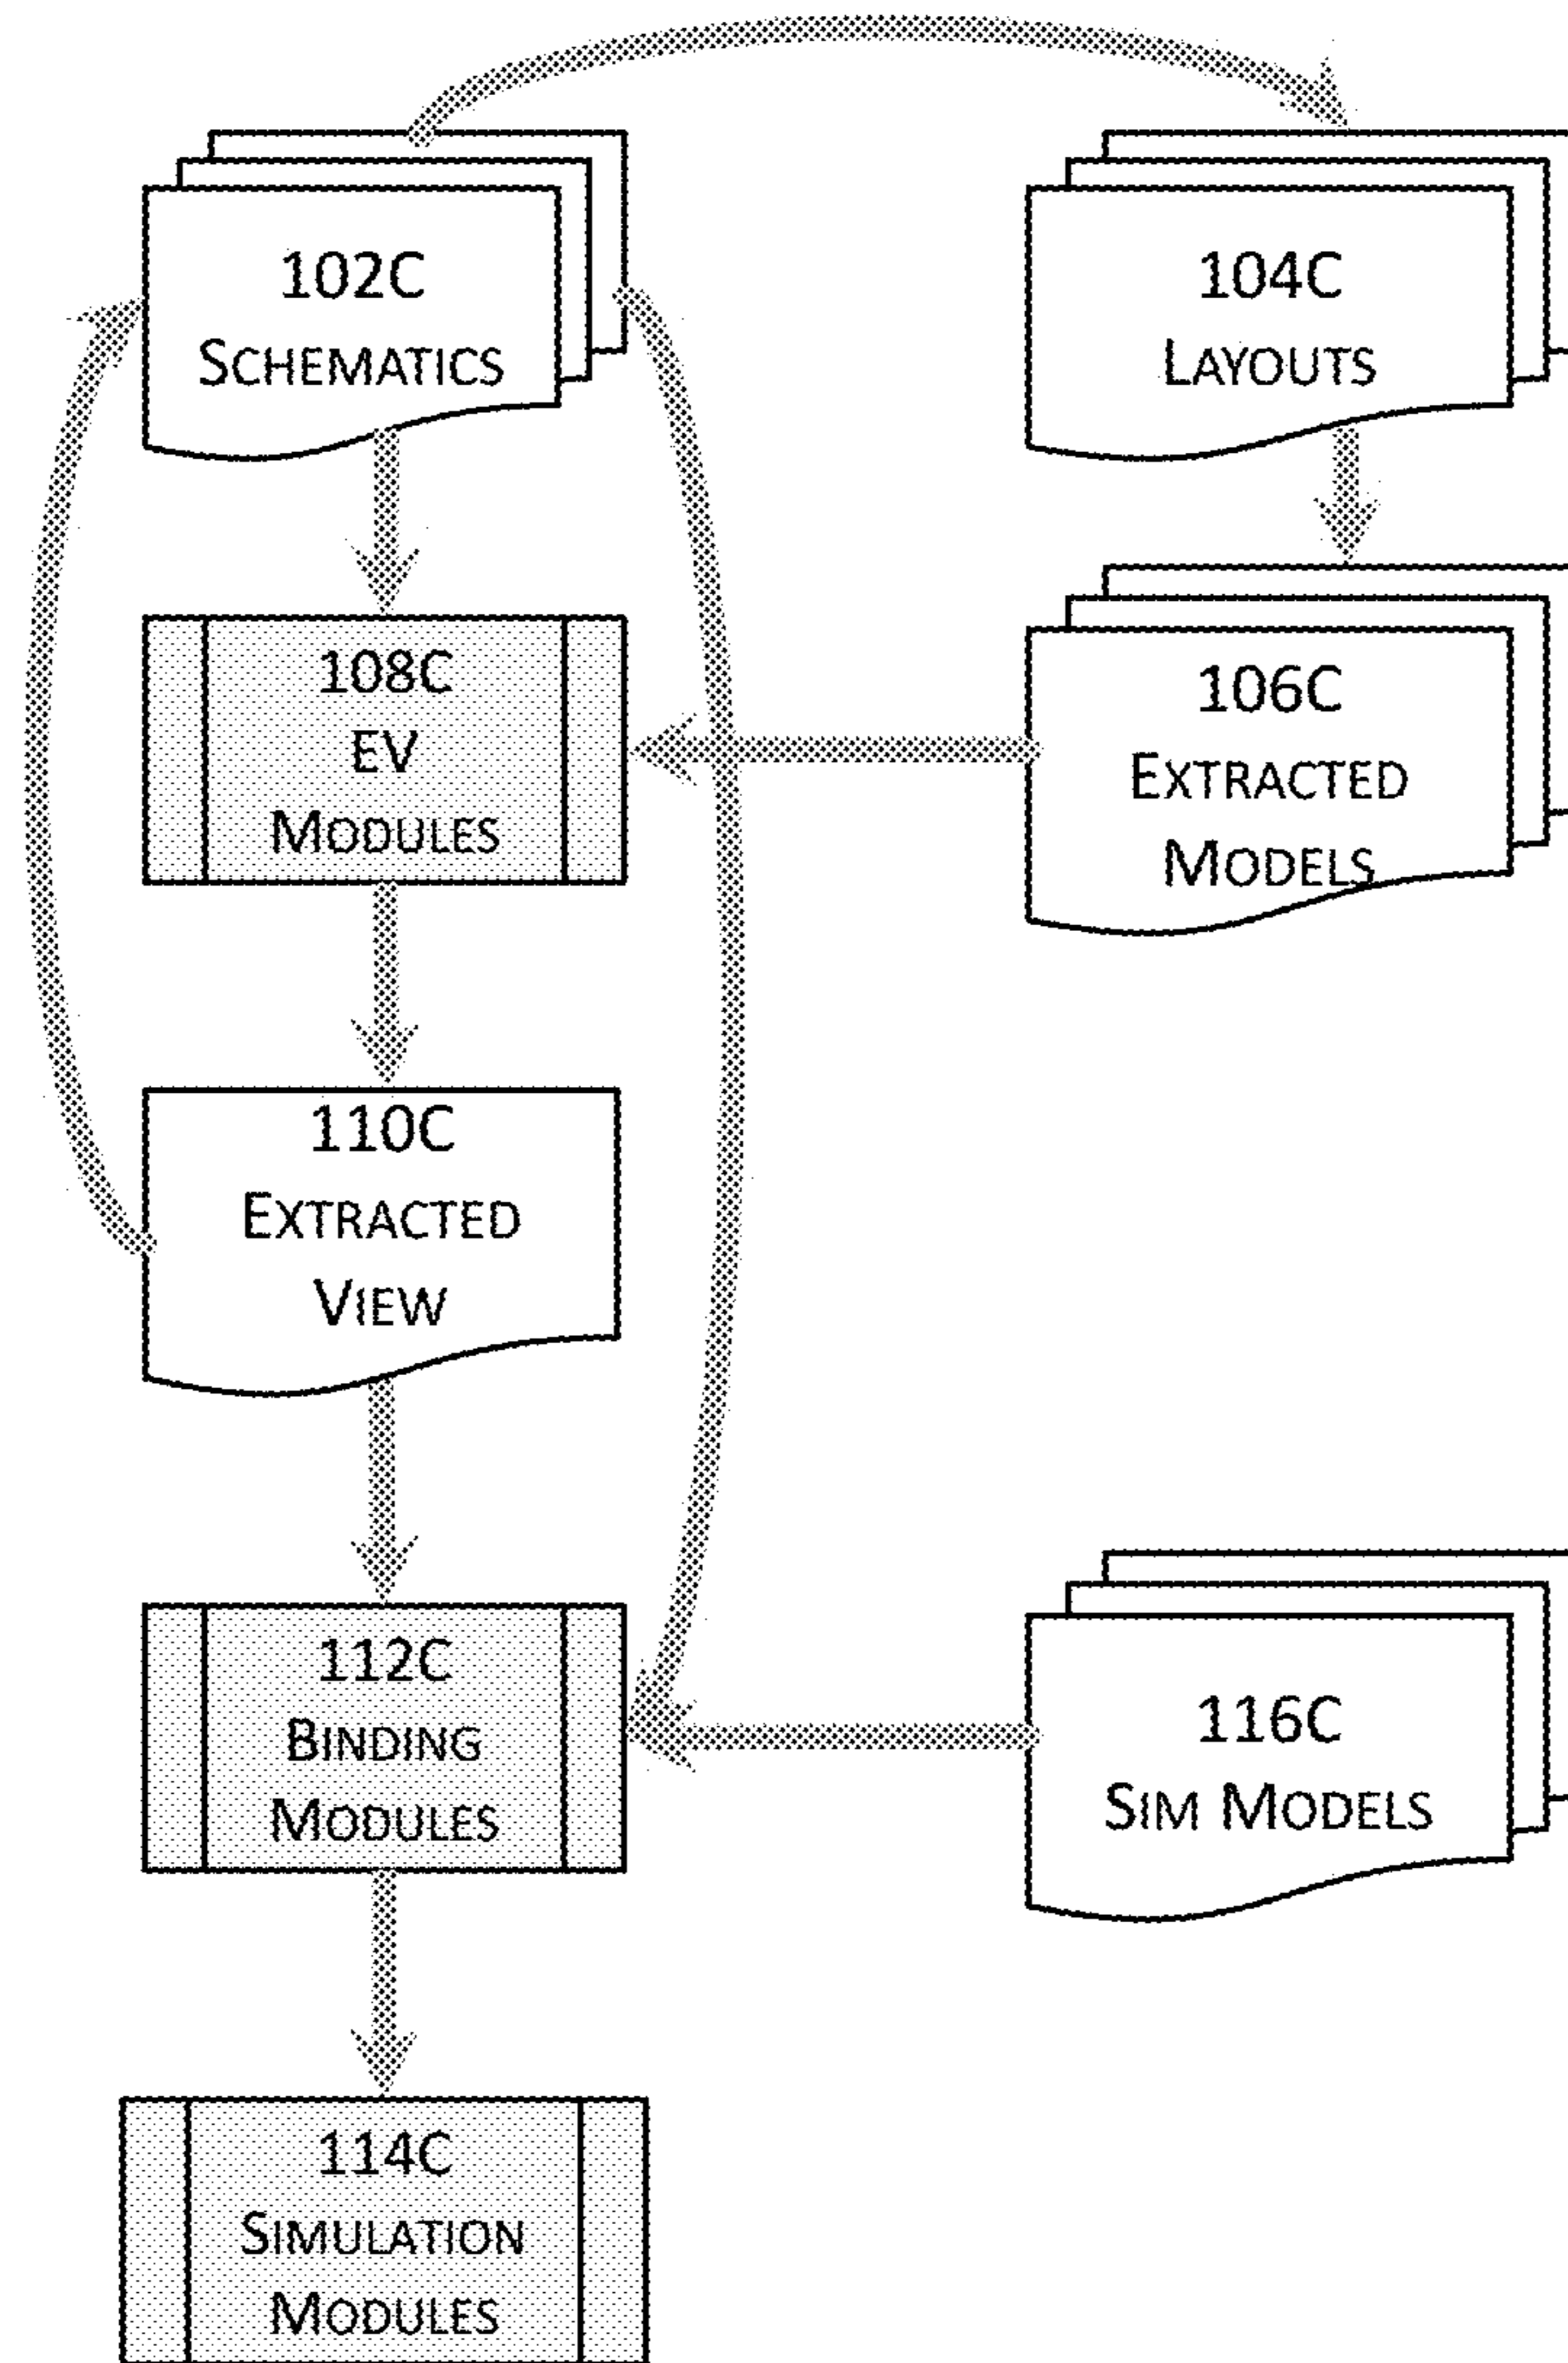 102C
SCHEMATICS
104C
LAYOUTS
108C
EV
MODULES
106C
EXTRACTED
MODELS
110C
EXTRACTED
VIEW
112C
BINDING
MODULES
116C
SIM MODELS
114C
SIMULATION
MODULES